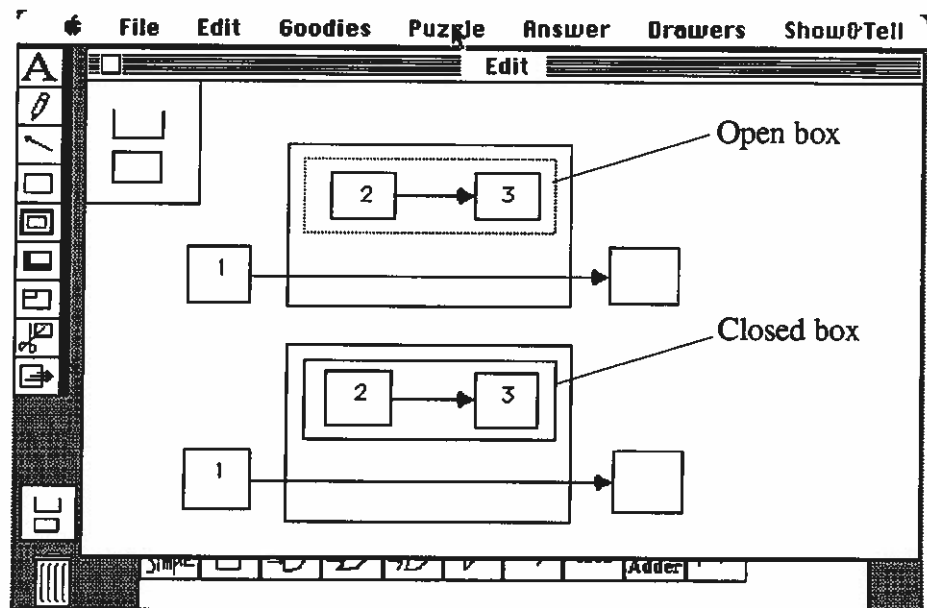 File Edit Goodies Puzzle Answer Drawers Show&Tell
Edit
A
Open box
2 3
1
Closed box
2 3
1
Simple
Adder